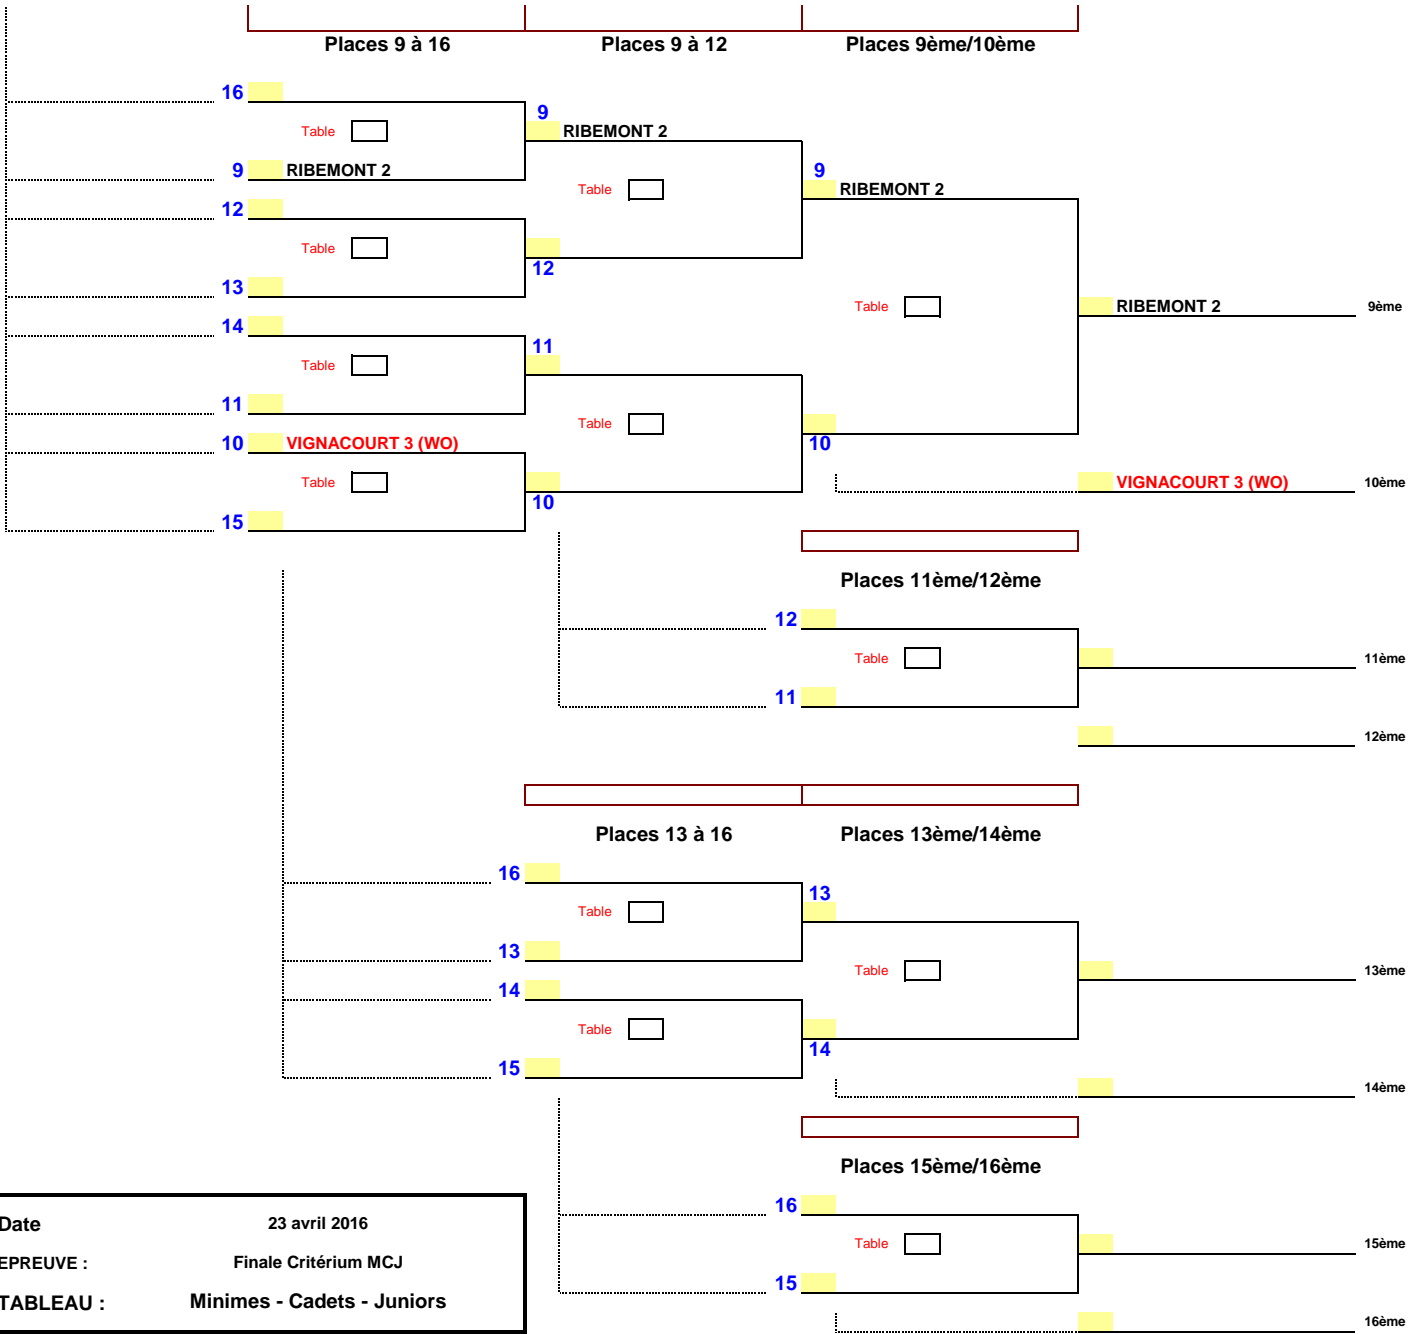 Places 9 à 16 Places 9 à 12 Places 9ème/10ème
16
9
Table
RIBEMONT 2
9 RIBEMONT 2
9
Table
RIBEMONT 2
12
Table
12
13
Table
RIBEMONT 2 9ème
14
11
Table
11
Table
10 VIGNACOURT 3 (WO)
10
Table
VIGNACOURT 3 (WO) 10ème
10
15
Places 11ème/12ème
12
Table
11ème
11
12ème
Places 13 à 16 Places 13ème/14ème
16
13
Table
13
Table
13ème
14
Table
14
15
14ème
Places 15ème/16ème
16
Date 23 avril 2016
Table
15ème
EPREUVE : Finale Critérium MCJ
15
TABLEAU : Minimes - Cadets - Juniors
16ème